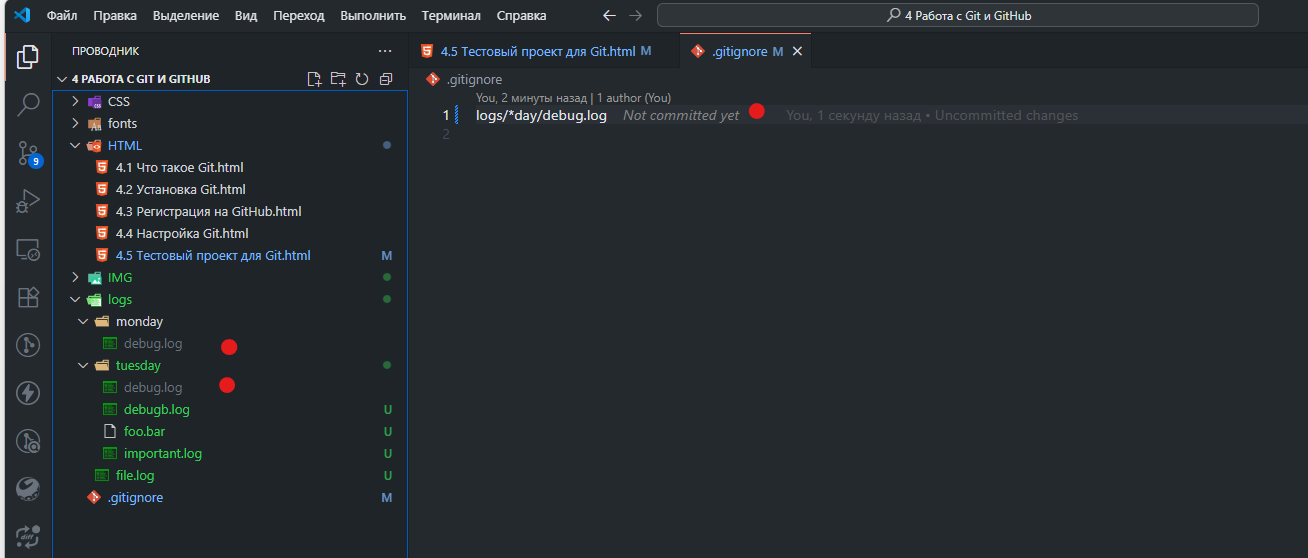 Файл Правка Выделение Вид Переход Выполнить Терминал Справка 4 Работа с Git и GitHub
ПРОВОДНИК
4 РАБОТА С GIT И GITHUB
CSS
fonts
HTML
4.1 Что такое Git.html
4.2 Установка Git.html
4.3 Регистрация на GitHub.html
4.4 Настройка Git.html
4.5 Тестовый проект для Git.html M
IMG
logs
monday
debug.log
tuesday
debug.log
debugb.log U
foo.bar U
important.log U
file.log U
.gitignore M
9
4.5 Тестовый проект для Git.html M .gitignore M
.gitignore
You, 2 минуты назад | 1 author (You)
1 logs/*day/debug.log Not committed yet You, 1 секунду назад • Uncommitted changes
2